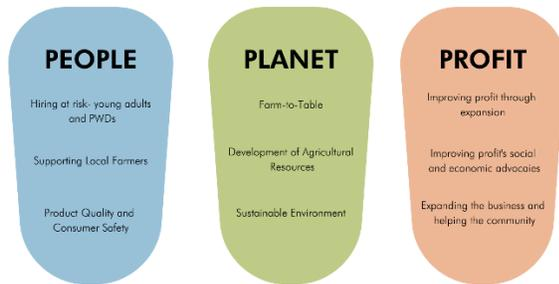 PEOPLE
Hiring at risk- young adults
and PWDs
Supporting Local Farmers
Product Quality and
Consumer Safety
PLANET
Farm-to-Table
Development of Agricultural
Resources
Sustainable Environment
PROFIT
Improving profit through
expansion
Improving profit's social
and economic advocaies
Expanding the business and
helping the community